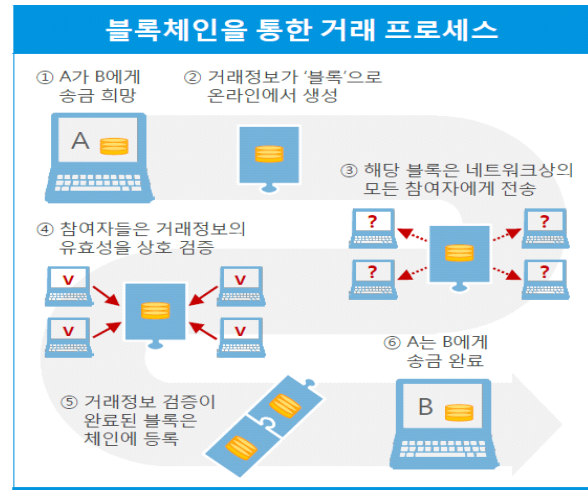 블록체인을 통한 거래 프로세스
① A가 B에게
송금 희망
② 거래정보가 '블록'으로
온라인에서 생성
A
③ 해당 블록은 네트워크상의
모든 참여자에게 전송
? ?
? ?
④ 참여자들은 거래정보의
유효성을 상호 검증
V V
V V
⑤ 거래정보 검증이
완료된 블록은
체인에 등록
⑥ A는 B에게
송금 완료
B